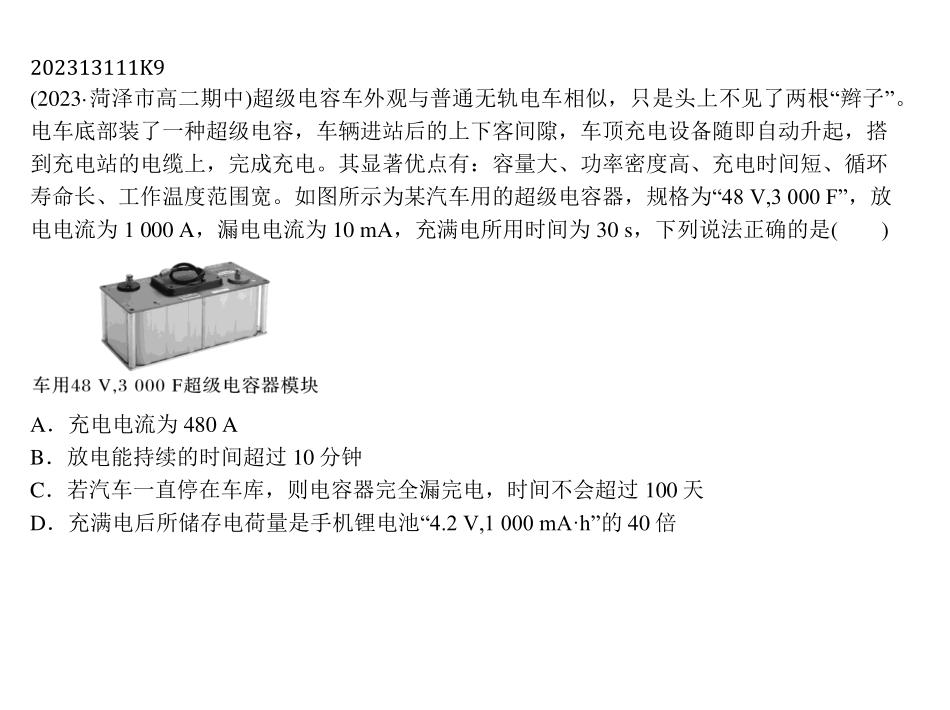 202313111K9
(2023·菏泽市高二期中)超级电容车外观与普通无轨电车相似，只是头上不见了两根“辫子”。
电车底部装了一种超级电容，车辆进站后的上下客间隙，车顶充电设备随即自动升起，搭
到充电站的电缆上，完成充电。其显著优点有：容量大、功率密度高、充电时间短、循环
寿命长、工作温度范围宽。如图所示为某汽车用的超级电容器，规格为“48 V,3 000 F”，放
电电流为 1 000 A，漏电电流为 10 mA，充满电所用时间为 30 s，下列说法正确的是(　　)
车用48 V,3 000 F超级电容器模块
A．充电电流为 480 A
B．放电能持续的时间超过 10 分钟
C．若汽车一直停在车库，则电容器完全漏完电，时间不会超过 100 天
D．充满电后所储存电荷量是手机锂电池“4.2 V,1 000 mA·h”的 40 倍